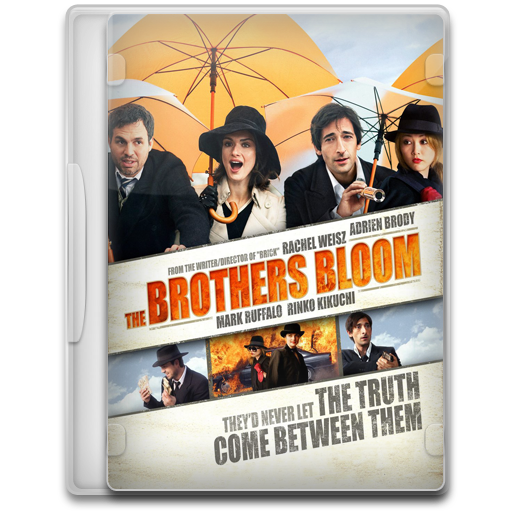 FROM THE WRITER/DIRECTOR OF "BRICK" RACHEL WEISZ ADRIEN BRODY
THE BROTHERS BLOOM
MARK RUFFALO RINKO KIKUCHI
THEY'D NEVER LET THE TRUTH
COME BETWEEN THEM